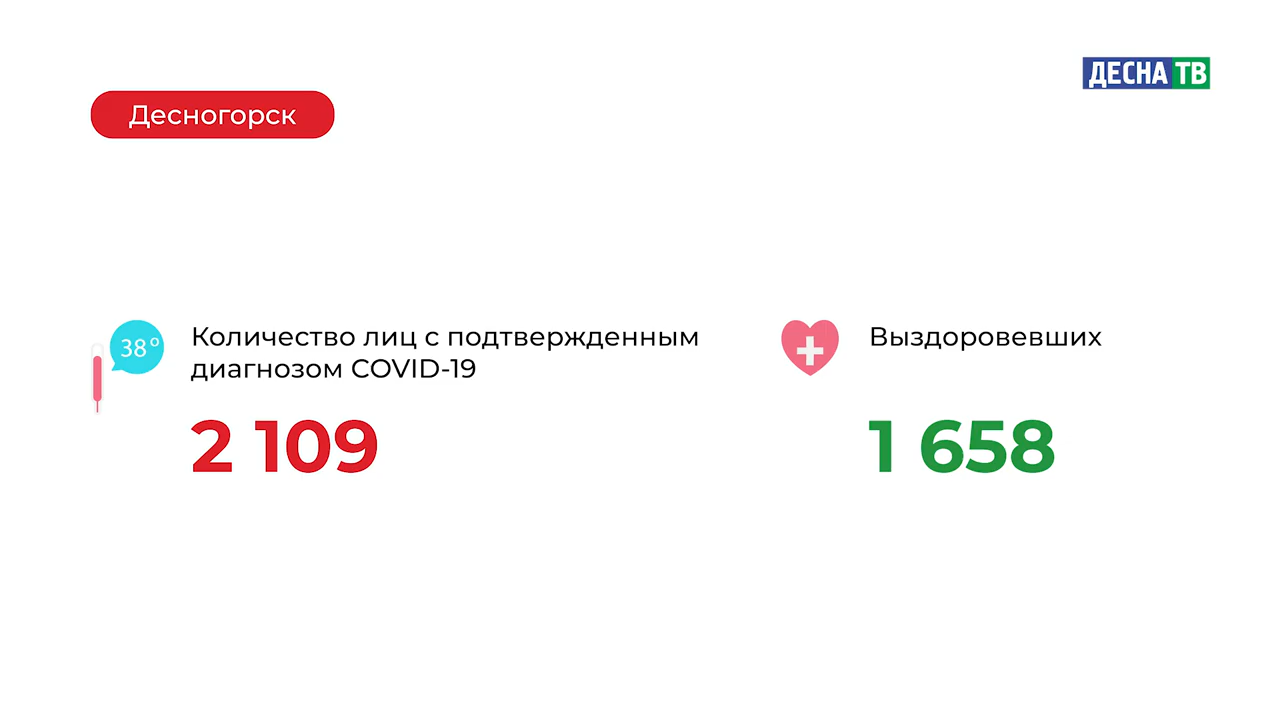 ДЕСНА ТВ
Десногорск
38°
Количество лиц с подтвержденным
диагнозом COVID-19
2 109
Выздоровевших
1 658